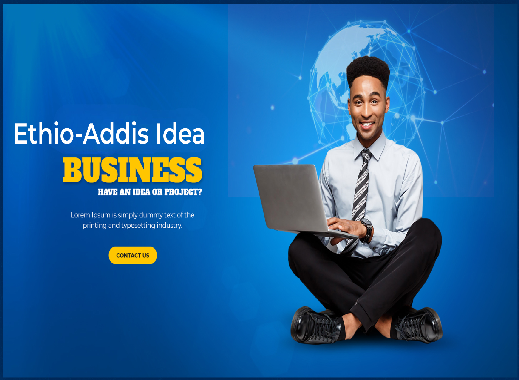 Ethio-Addis Idea
BUSINESS
HAVE AN IDEA OR PROJECT?
Lorem Ipsum is simply dummy text of the
printing and typesetting industry.
CONTACT US